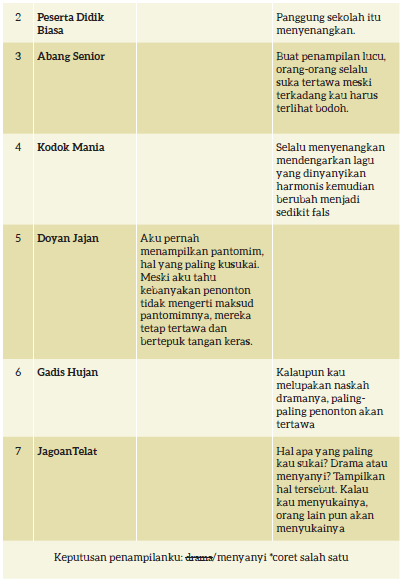 2 Peserta Didik Panggung sekolah itu
Biasa menyenangkan.
3 Abang Senior Buat penampilan lucu,
orang-orang selalu
suka tertawa meski
terkadang kau harus
terlihat bodoh.
4 Kodok Mania Selalu menyenangkan
mendengarkan lagu
yang dinyanyikan
harmonis kemudian
berubah menjadi
sedikit fals
5 Doyan Jajan Aku pernah
menampilkan pantomim,
hal yang paling kusukai.
Meski aku tahu
kebanyakan penonton
tidak mengerti maksud
pantomimnya, mereka
tetap tertawa dan
bertepuk tangan keras.
6 Gadis Hujan Kalaupun kau
melupakan naskah
dramanya, paling-
paling penonton akan
tertawa
7 JagoanTelat Hal apa yang paling
kau sukai? Drama atau
menyanyi? Tampilkan
hal tersebut. Kalau
kau menyukainya,
orang lain pun akan
menyukainya
Keputusan penampilanku: drama/menyanyi *coret salah satu